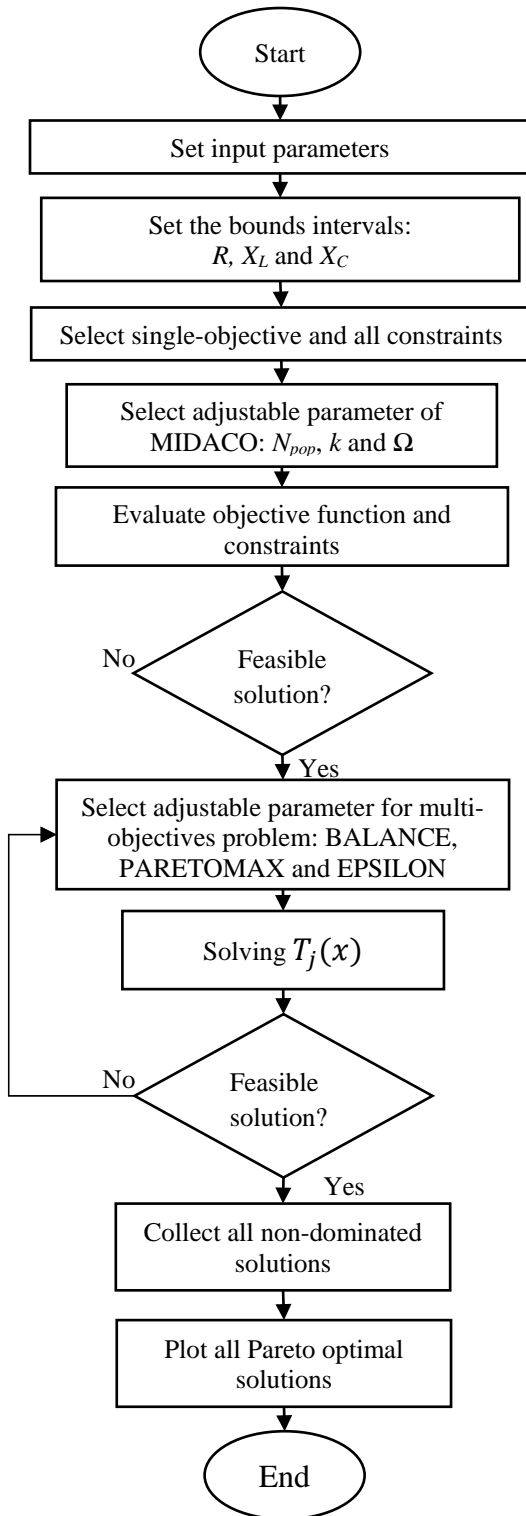 Start
Set input parameters
Set the bounds intervals:
R, X_L and X_C
Select single-objective and all constraints
Select adjustable parameter of
MIDACO: N_pop, k and Ω
Evaluate objective function and
constraints
No
Feasible
solution?
Yes
Select adjustable parameter for multi-
objectives problem: BALANCE,
PARETOMAX and EPSILON
Solving T_j(x)
No
Feasible
solution?
Yes
Collect all non-dominated
solutions
Plot all Pareto optimal
solutions
End